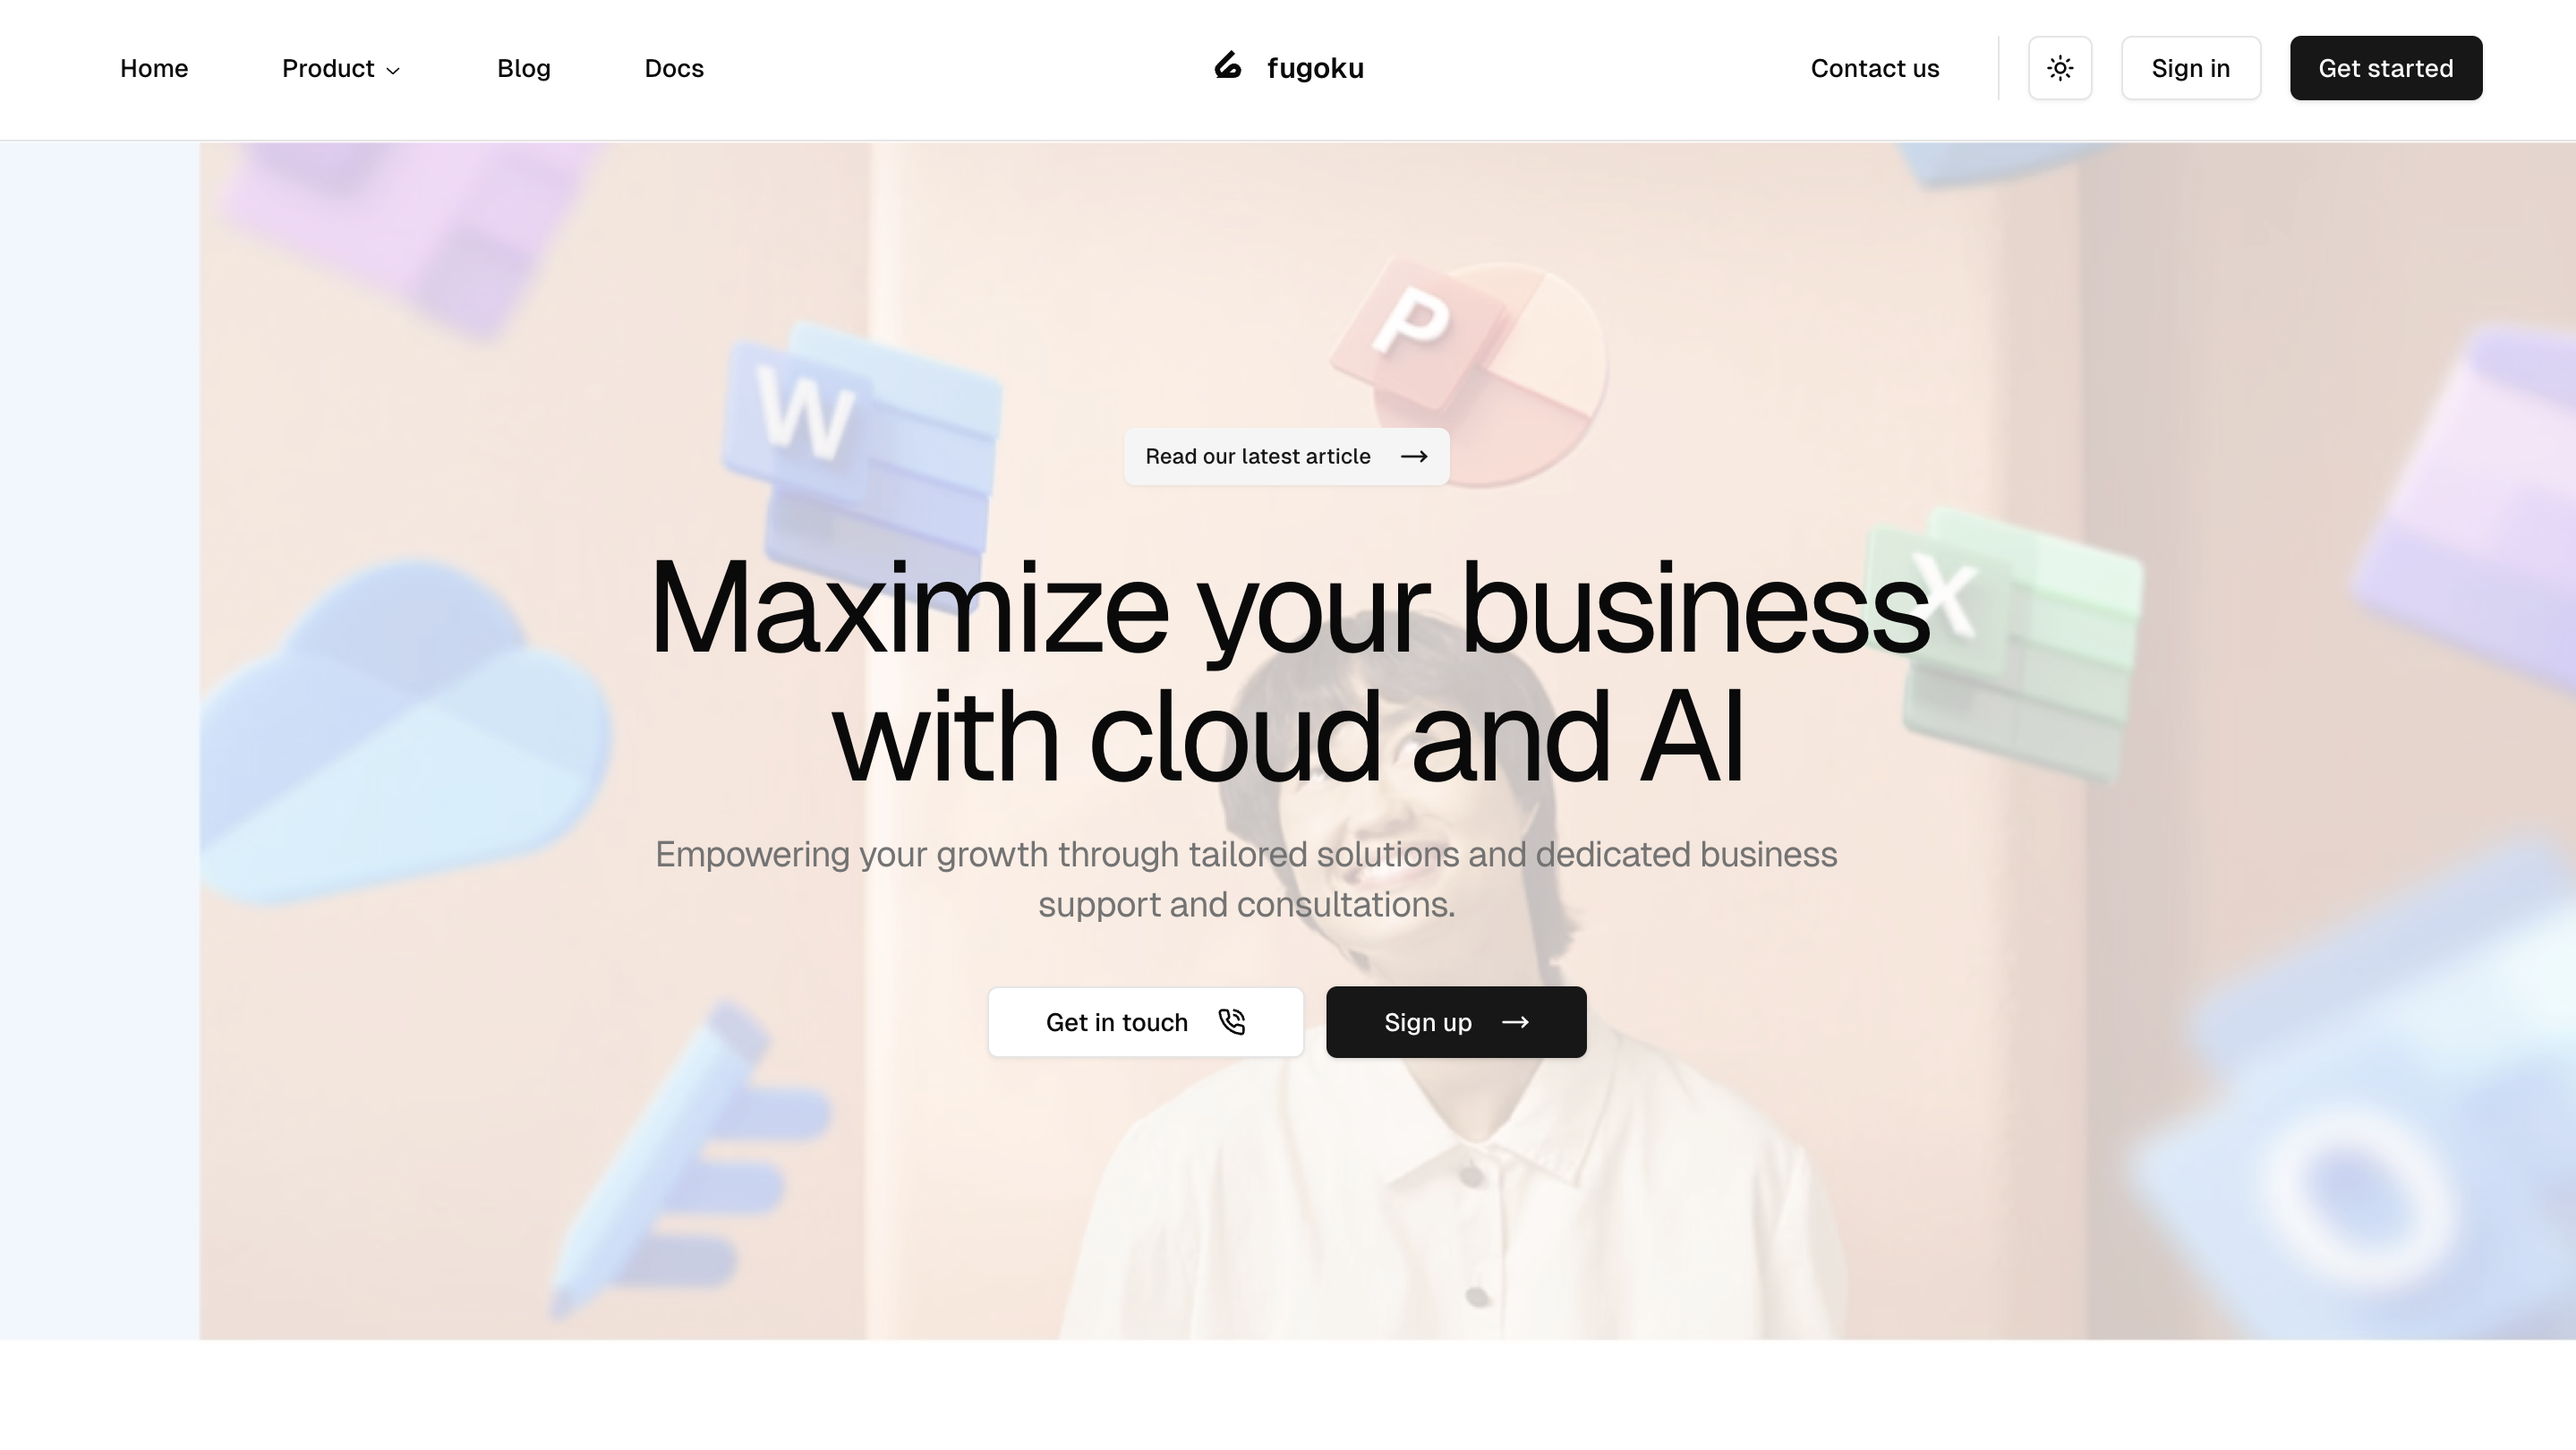 Home
Product
Blog
Docs
fugoku
Contact us
Sign in
Get started
P
W
Read our latest article
X
Maximize your business
with cloud and AI
Empowering your growth through tailored solutions and dedicated business
support and consultations.
Get in touch
Sign up